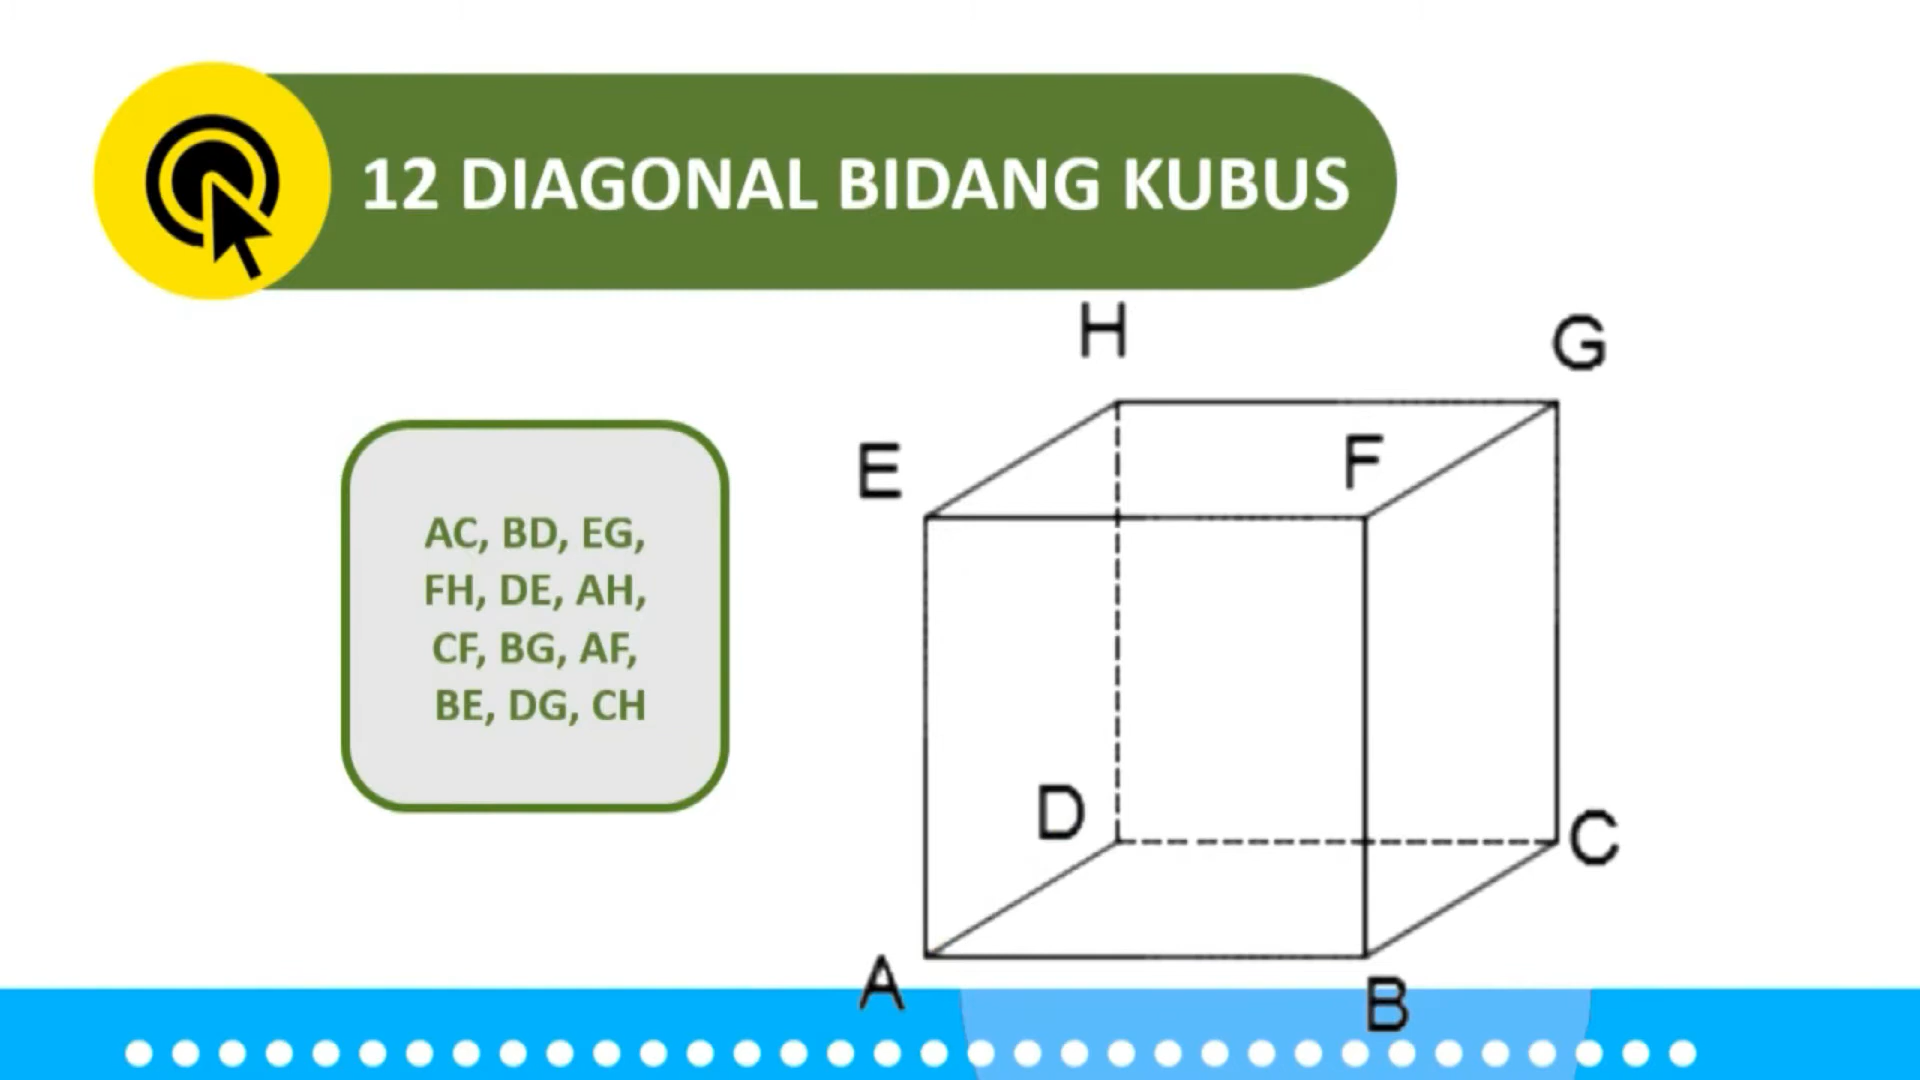 12 DIAGONAL BIDANG KUBUS
H
G
E
F
AC, BD, EG,
FH, DE, AH,
CF, BG, AF,
BE, DG, CH
D
C
A
B